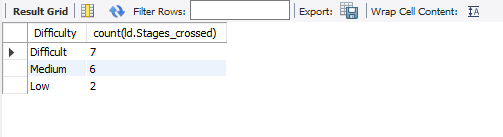 Result Grid Filter Rows: Export: Wrap Cell Content:
Difficulty count(ld.Stages_crossed)
Difficult 7
Medium 6
Low 2